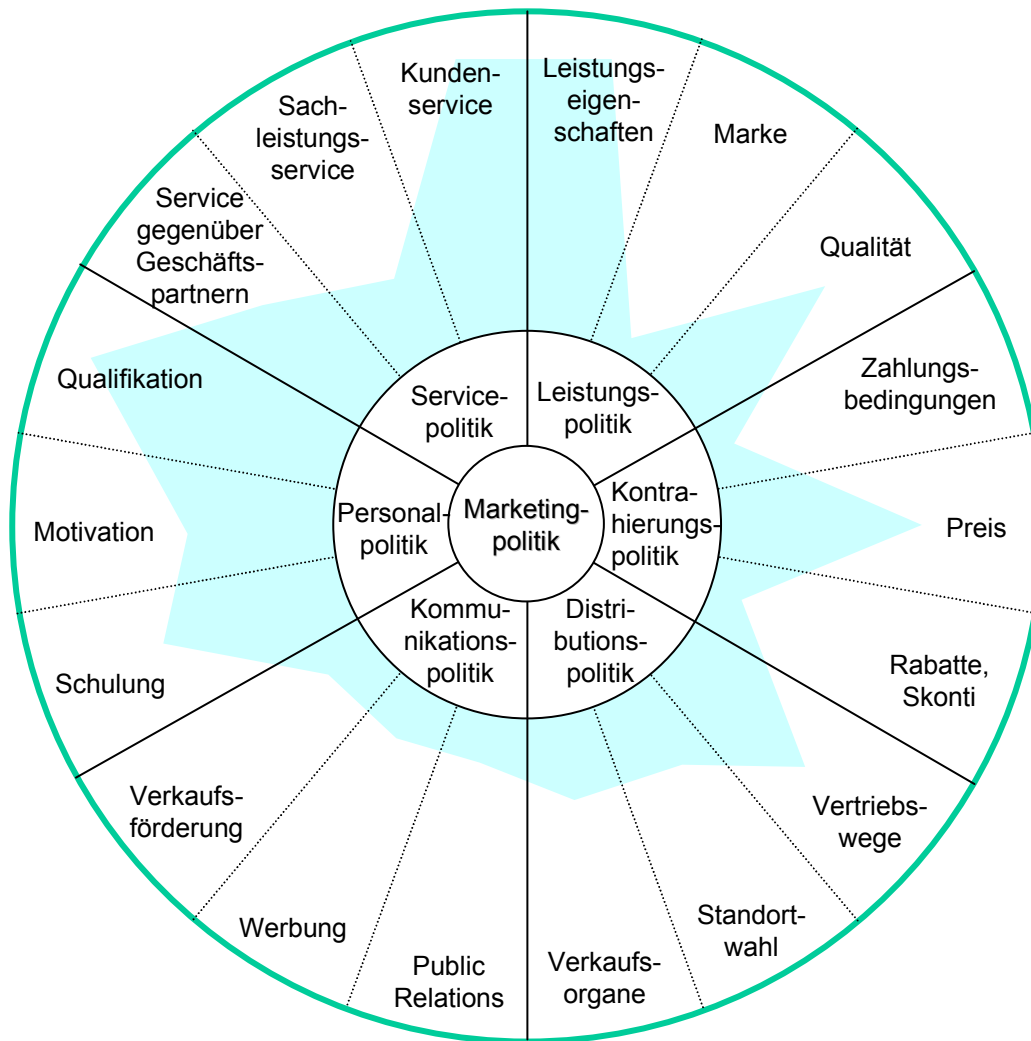 Kunden-
service
Leistungs-
eigen-
schaften
Marke
Qualität
Zahlungs-
bedingungen
Preis
Rabatte,
Skonti
Vertriebs-
wege
Standort-
wahl
Verkaufs-
organe
Public
Relations
Werbung
Verkaufs-
förderung
Schulung
Motivation
Qualifikation
Service
gegenüber
Geschäfts-
partnern
Sach-
leistungs-
service
Service-
politik
Leistungs-
politik
Kontra-
hierungs-
politik
Distri-
butions-
politik
Kommu-
nikations-
politik
Personal-
politik
Marketing-
politik